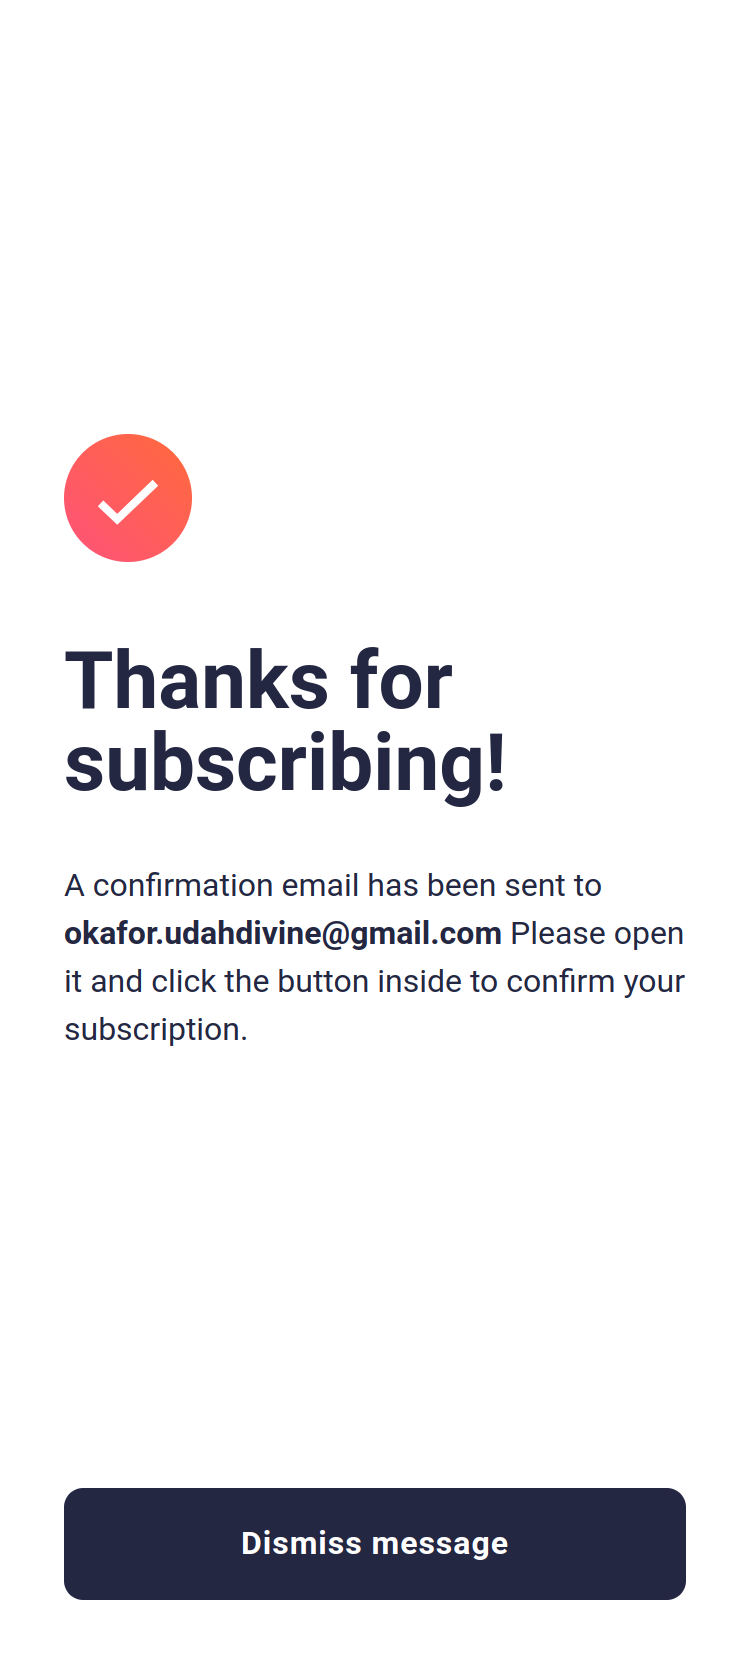 Thanks for
subscribing!
A confirmation email has been sent to
okafor.udahdivine@gmail.com Please open
it and click the button inside to confirm your
subscription.
Dismiss message